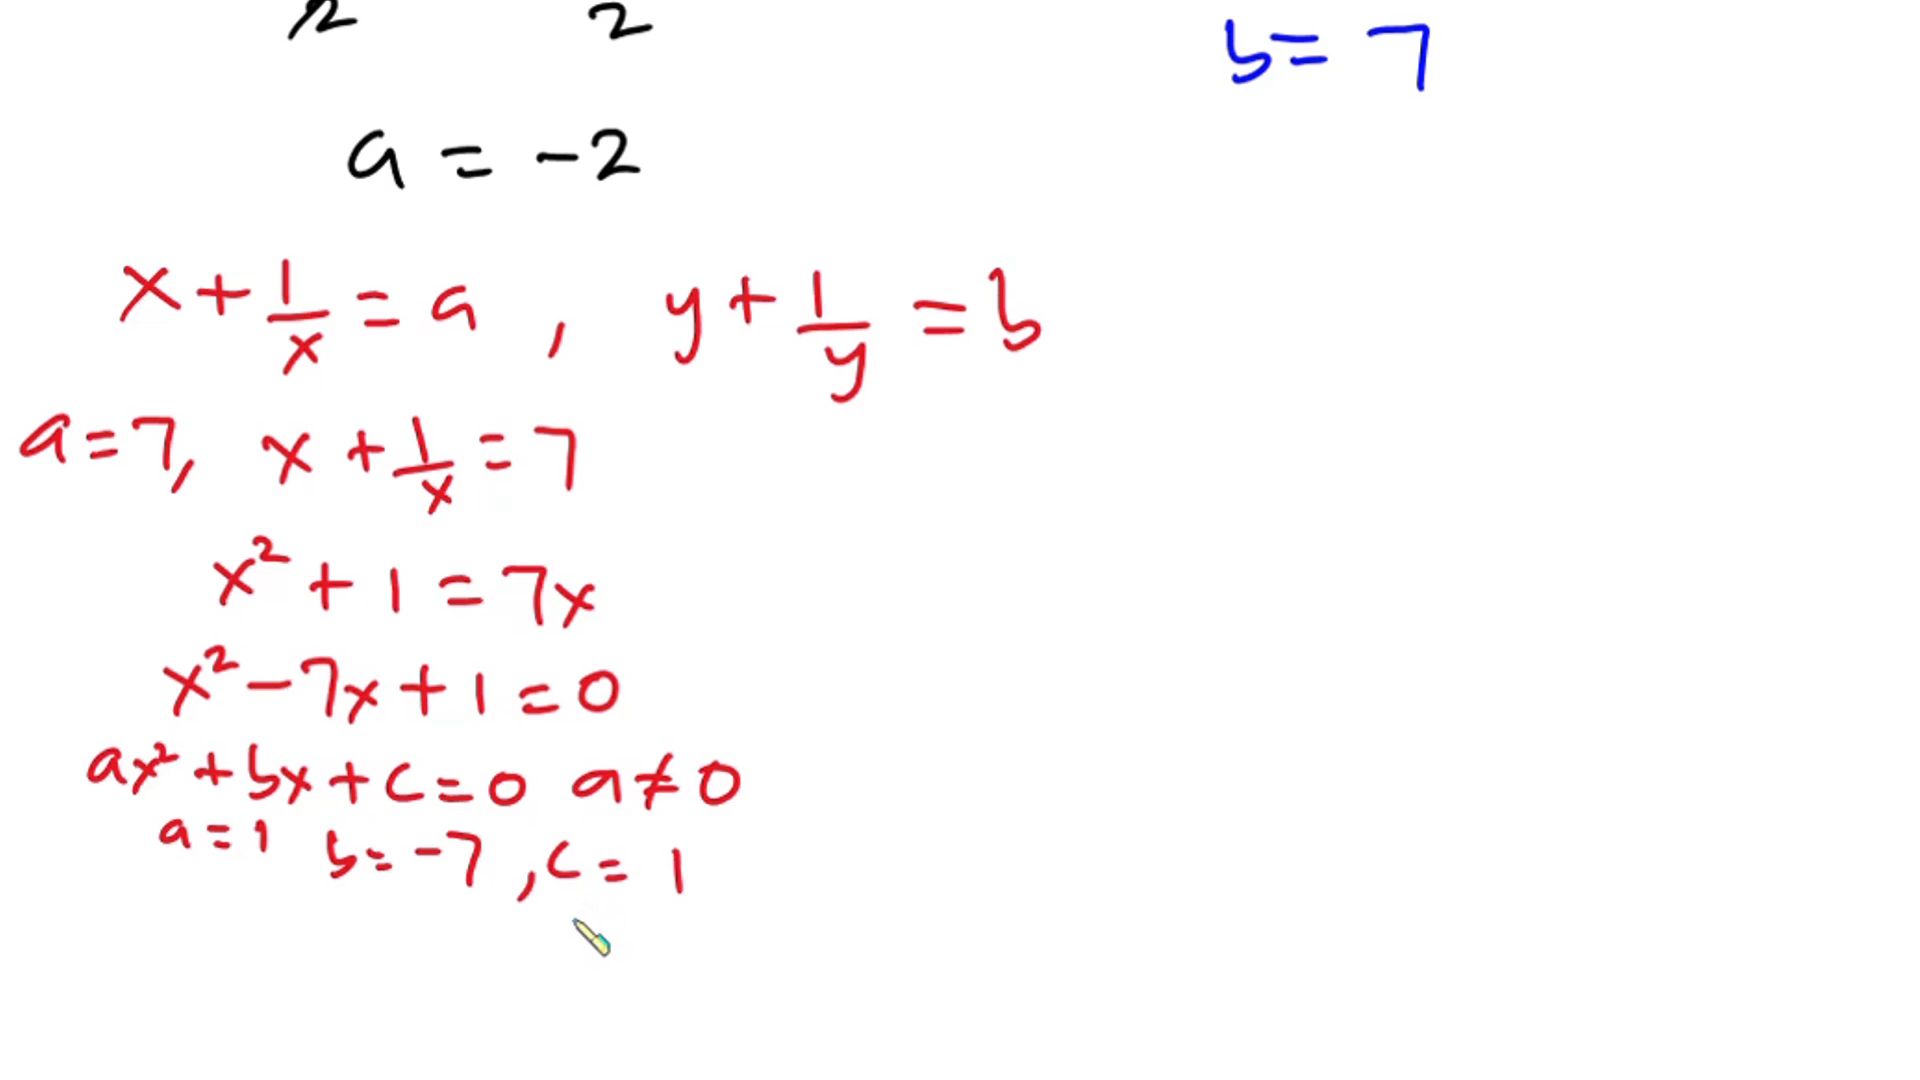 2 2
b = 7
a = -2
x + 1/x = a , y + 1/y = b
a = 7, x + 1/x = 7
x² + 1 = 7x
x² - 7x + 1 = 0
ax² + bx + c = 0 a ≠ 0
a = 1 b = -7 , c = 1